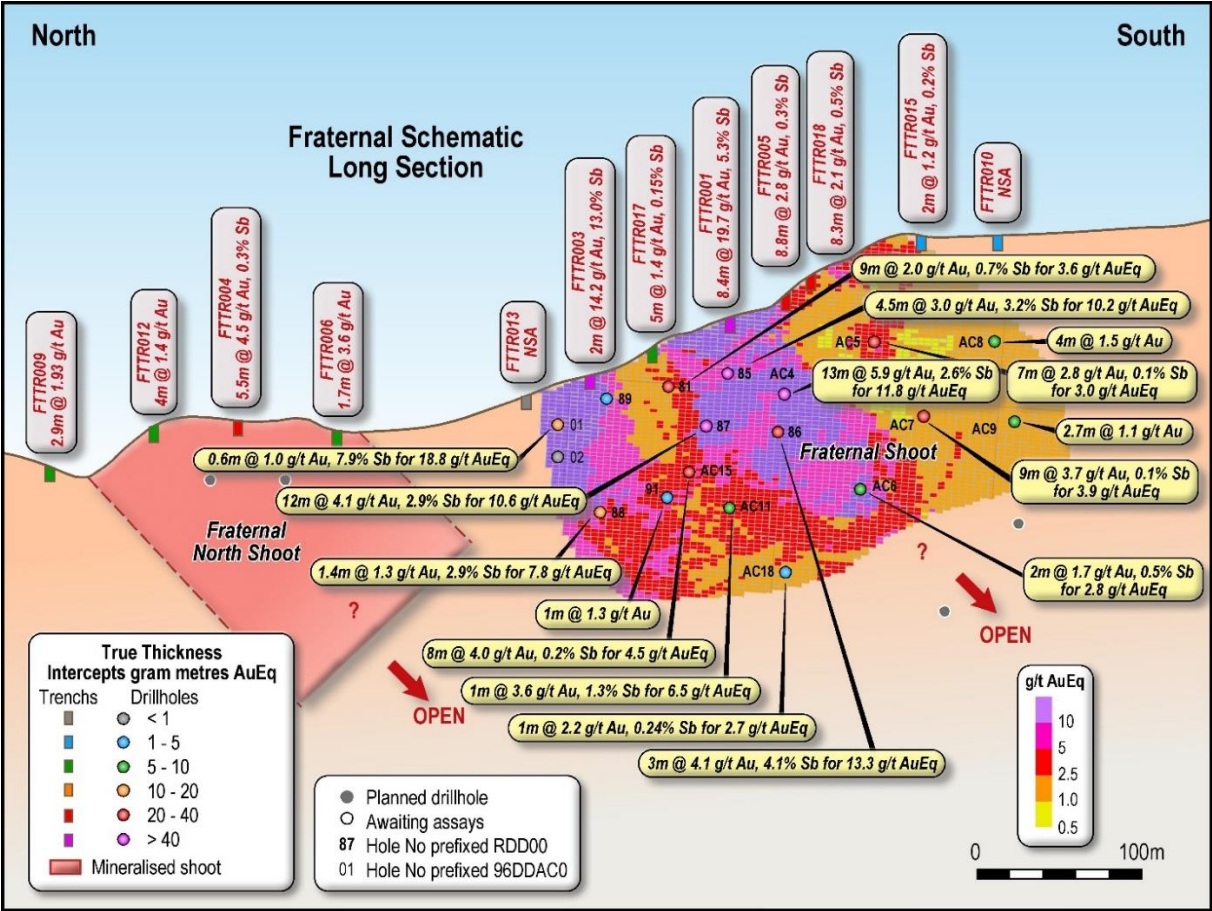 North
South
Fraternal Schematic
Long Section
FTTR009
2.9m @ 1.93 g/t Au
FTTR012
4m @ 1.4 g/t Au
FTTR004
5.5m @ 4.5 g/t Au, 0.3% Sb
FTTR006
1.7m @ 3.6 g/t Au
FTTR013
NSA
FTTR003
2m @ 14.2 g/t Au, 13.0% Sb
FTTR017
5m @ 1.4 g/t Au, 0.15% Sb
FTTR001
8.4m @ 19.7 g/t Au, 5.3% Sb
FTTR005
8.8m @ 2.8 g/t Au, 0.3% Sb
FTTR018
8.3m @ 2.1 g/t Au, 0.5% Sb
FTTR015
2m @ 1.2 g/t Au, 0.2% Sb
FTTR010
NSA
9m @ 2.0 g/t Au, 0.7% Sb for 3.6 g/t AuEq
4.5m @ 3.0 g/t Au, 3.2% Sb for 10.2 g/t AuEq
AC5
AC8
4m @ 1.5 g/t Au
81
85
AC4
13m @ 5.9 g/t Au, 2.6% Sb
for 11.8 g/t AuEq
7m @ 2.8 g/t Au, 0.1% Sb
for 3.0 g/t AuEq
89
01
87
86
AC7
AC9
2.7m @ 1.1 g/t Au
02
Fraternal Shoot
0.6m @ 1.0 g/t Au, 7.9% Sb for 18.8 g/t AuEq
AC15
9m @ 3.7 g/t Au, 0.1% Sb
for 3.9 g/t AuEq
12m @ 4.1 g/t Au, 2.9% Sb for 10.6 g/t AuEq
91
AC6
88
AC11
Fraternal
North Shoot
?
1.4m @ 1.3 g/t Au, 2.9% Sb for 7.8 g/t AuEq
AC18
2m @ 1.7 g/t Au, 0.5% Sb
for 2.8 g/t AuEq
?
1m @ 1.3 g/t Au
OPEN
8m @ 4.0 g/t Au, 0.2% Sb for 4.5 g/t AuEq
1m @ 3.6 g/t Au, 1.3% Sb for 6.5 g/t AuEq
OPEN
1m @ 2.2 g/t Au, 0.24% Sb for 2.7 g/t AuEq
3m @ 4.1 g/t Au, 4.1% Sb for 13.3 g/t AuEq
True Thickness
Intercepts gram metres AuEq
Trenchs Drillholes
< 1
1 - 5
5 - 10
10 - 20
20 - 40
> 40
Mineralised shoot
Planned drillhole
Awaiting assays
87 Hole No prefixed RDD00
01 Hole No prefixed 96DDAC0
g/t AuEq
10
5
2.5
1.0
0.5
0 100m